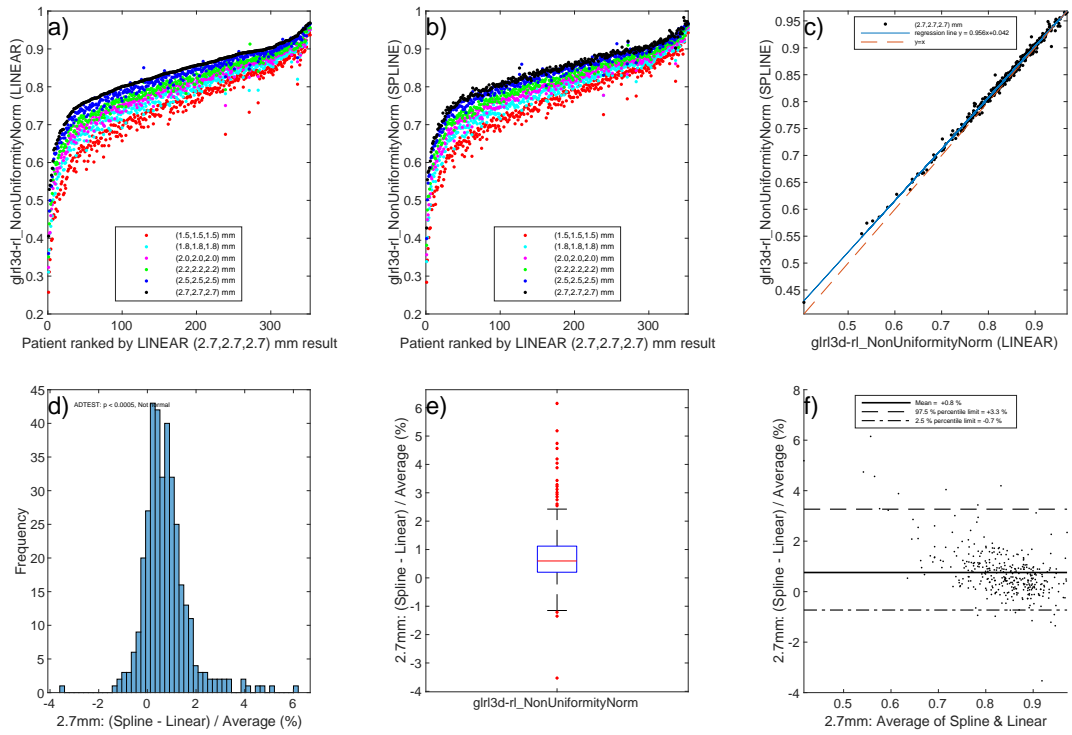 a)
glrl3d-rl_NonUniformityNorm (LINEAR)
1
0.9
0.8
0.7
0.6
0.5
0.4
0.3
0.2
(1.5,1.5,1.5) mm
(1.8,1.8,1.8) mm
(2.0,2.0,2.0) mm
(2.2,2.2,2.2) mm
(2.5,2.5,2.5) mm
(2.7,2.7,2.7) mm
0 100 200 300
Patient ranked by LINEAR (2.7,2.7,2.7) mm result
b)
glrl3d-rl_NonUniformityNorm (SPLINE)
1
0.9
0.8
0.7
0.6
0.5
0.4
0.3
0.2
(1.5,1.5,1.5) mm
(1.8,1.8,1.8) mm
(2.0,2.0,2.0) mm
(2.2,2.2,2.2) mm
(2.5,2.5,2.5) mm
(2.7,2.7,2.7) mm
0 100 200 300
Patient ranked by LINEAR (2.7,2.7,2.7) mm result
c)
glrl3d-rl_NonUniformityNorm (SPLINE)
(2.7,2.7,2.7) mm
regression line y = 0.956x+0.042
y=x
0.95
0.9
0.85
0.8
0.75
0.7
0.65
0.6
0.55
0.5
0.45
0.5 0.6 0.7 0.8 0.9
glrl3d-rl_NonUniformityNorm (LINEAR)
d)
ADTEST: p < 0.0005, Not normal
Frequency
45
40
35
30
25
20
15
10
5
0
-4 -2 0 2 4 6
2.7mm: (Spline - Linear) / Average (%)
e)
2.7mm: (Spline - Linear) / Average (%)
6
5
4
3
2
1
0
-1
-2
-3
-4
glrl3d-rl_NonUniformityNorm
f)
2.7mm: (Spline - Linear) / Average (%)
Mean = +0.8 %
97.5 % percentile limit = +3.3 %
2.5 % percentile limit = -0.7 %
8
6
4
2
0
-2
-4
0.5 0.6 0.7 0.8 0.9
2.7mm: Average of Spline & Linear